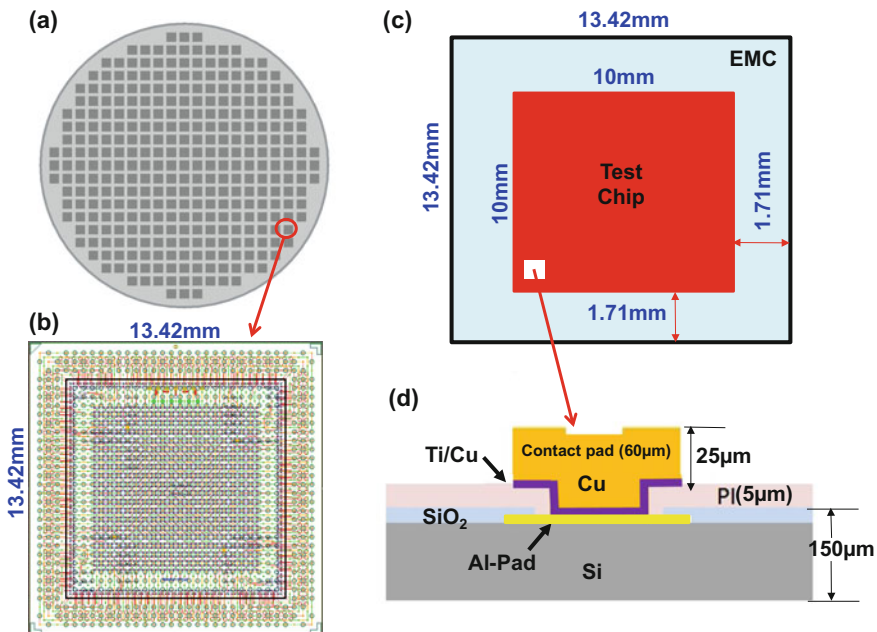 (a)
(b)
13.42mm
13.42mm
(c)
13.42mm
EMC
10mm
13.42mm
10mm
Test
Chip
1.71mm
1.71mm
(d)
Ti/Cu
Contact pad (60µm)
Cu
25µm
PI(5µm)
SiO₂
Al-Pad
Si
150µm